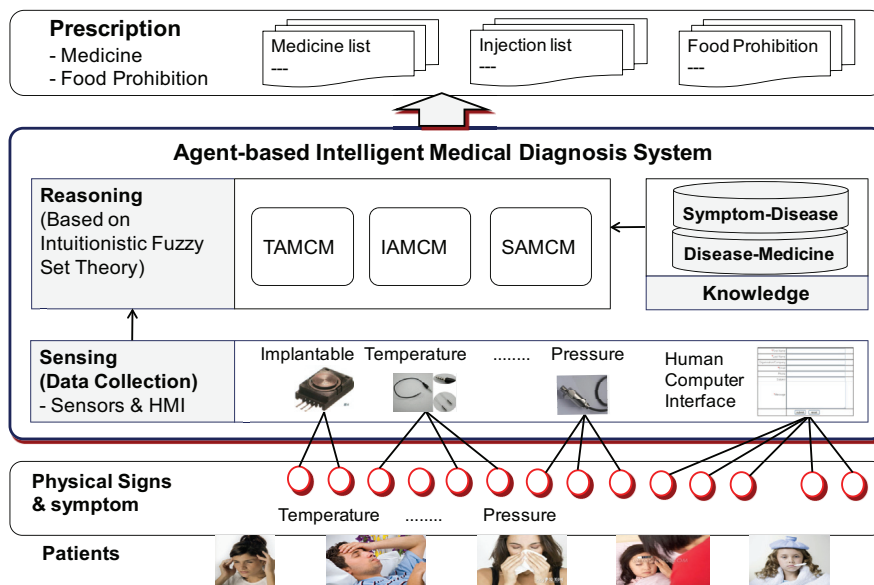 Prescription
- Medicine
- Food Prohibition
Medicine list
---
Injection list
---
Food Prohibition
---
Agent-based Intelligent Medical Diagnosis System
Reasoning
(Based on
Intuitionistic Fuzzy
Set Theory)
TAMCM
IAMCM
SAMCM
Symptom-Disease
Disease-Medicine
Knowledge
Sensing
(Data Collection)
- Sensors & HMI
Implantable
Temperature
........
Pressure
Human
Computer
Interface
Physical Signs
& symptom
Temperature
........
Pressure
Patients